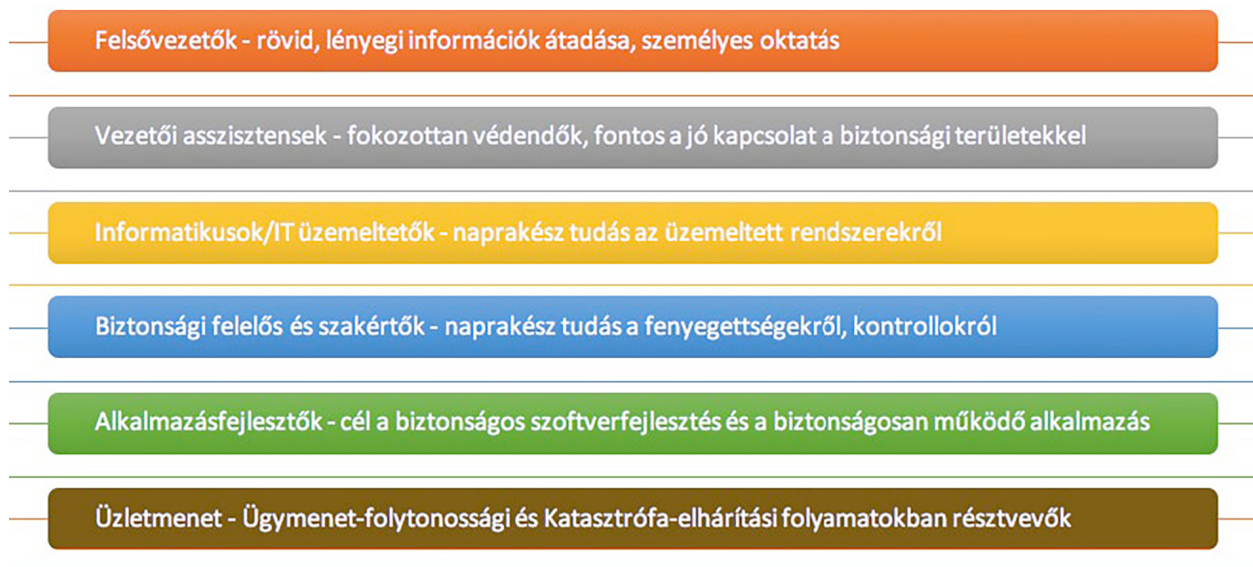 Felsővezetők - rövid, lényegi információk átadása, személyes oktatás
Vezetői asszisztensek - fokozottan védendők, fontos a jó kapcsolat a biztonsági területekkel
Informatikusok/IT üzemeltetők - naprakész tudás az üzemeltett rendszerekről
Biztonsági felelős és szakértők - naprakész tudás a fenyegettségekről, kontrollokról
Alkalmazásfejlesztők - cél a biztonságos szoftverfejlesztés és a biztonságosan működő alkalmazás
Üzletmenet - Ügymenet-folytonossági és Katasztrófa-elhárítási folyamatokban résztvevők